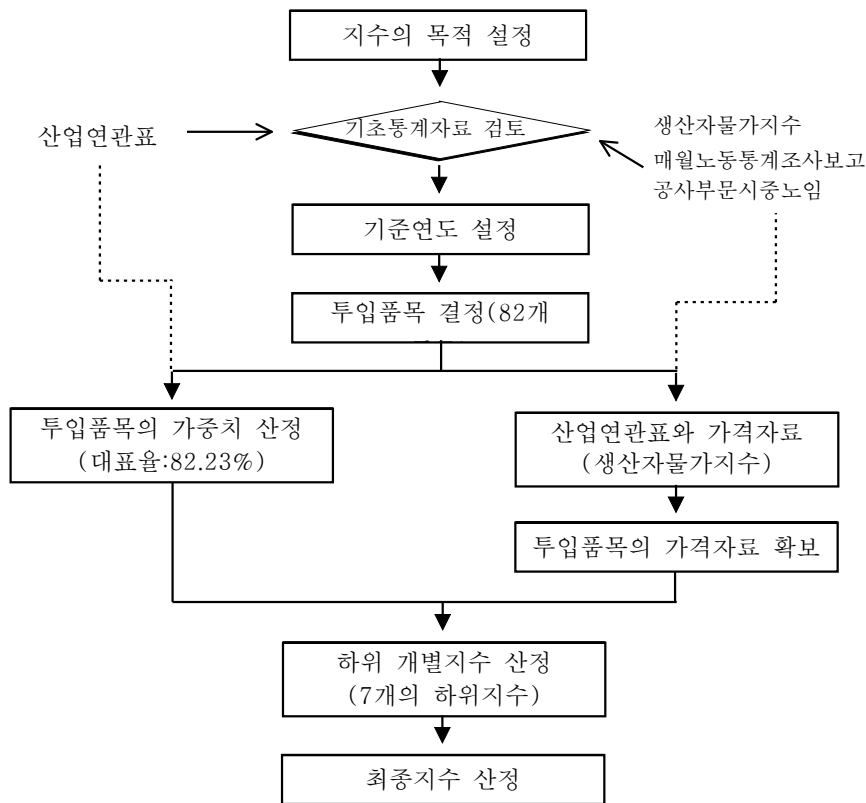 지수의 목적 설정
산업연관표
기초통계자료 검토
생산자물가지수
매월노동통계조사보고
공사부문시중노임
기준연도 설정
투입품목 결정(82개
투입품목의 가중치 산정
(대표율:82.23%)
산업연관표와 가격자료
(생산자물가지수)
투입품목의 가격자료 확보
하위 개별지수 산정
(7개의 하위지수)
최종지수 산정